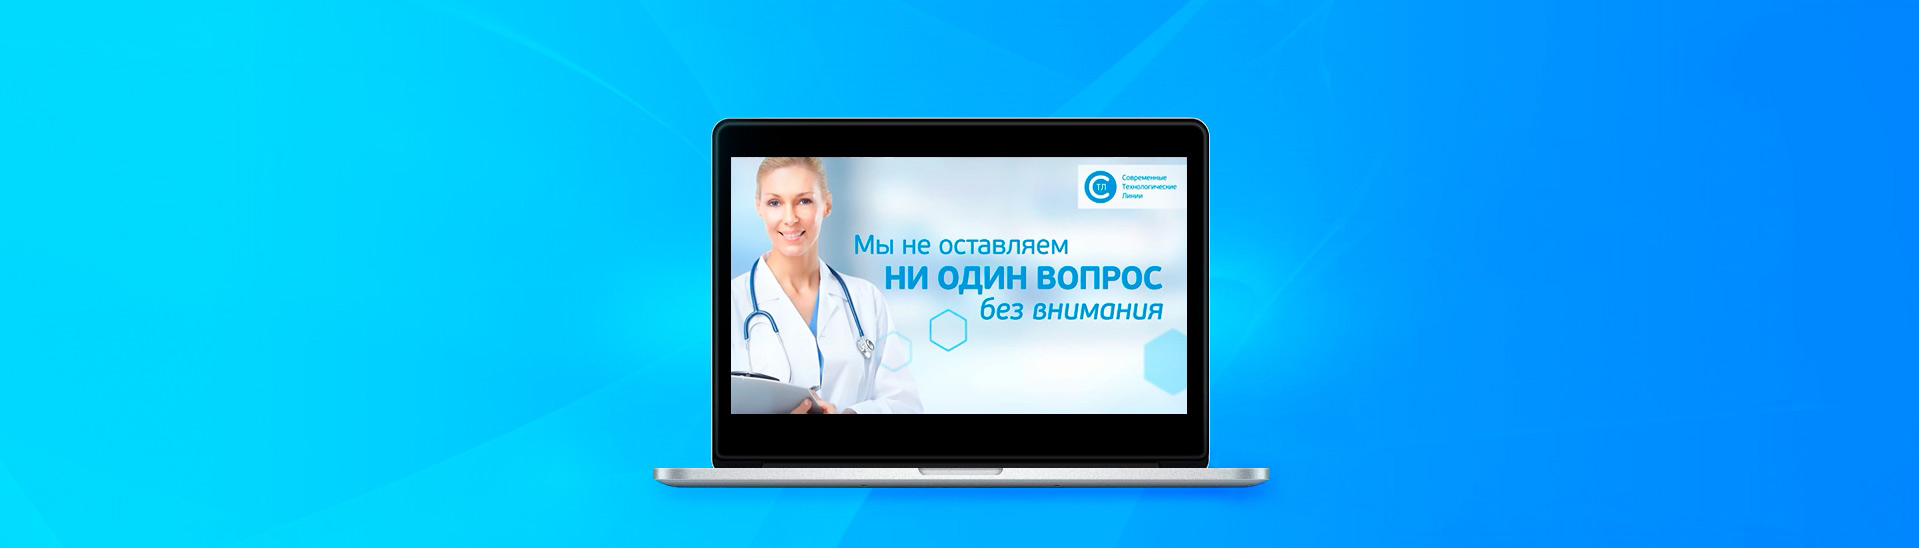 СТЛ
Современные
Технологические
Линии
Мы не оставляем
НИ ОДИН ВОПРОС
без внимания